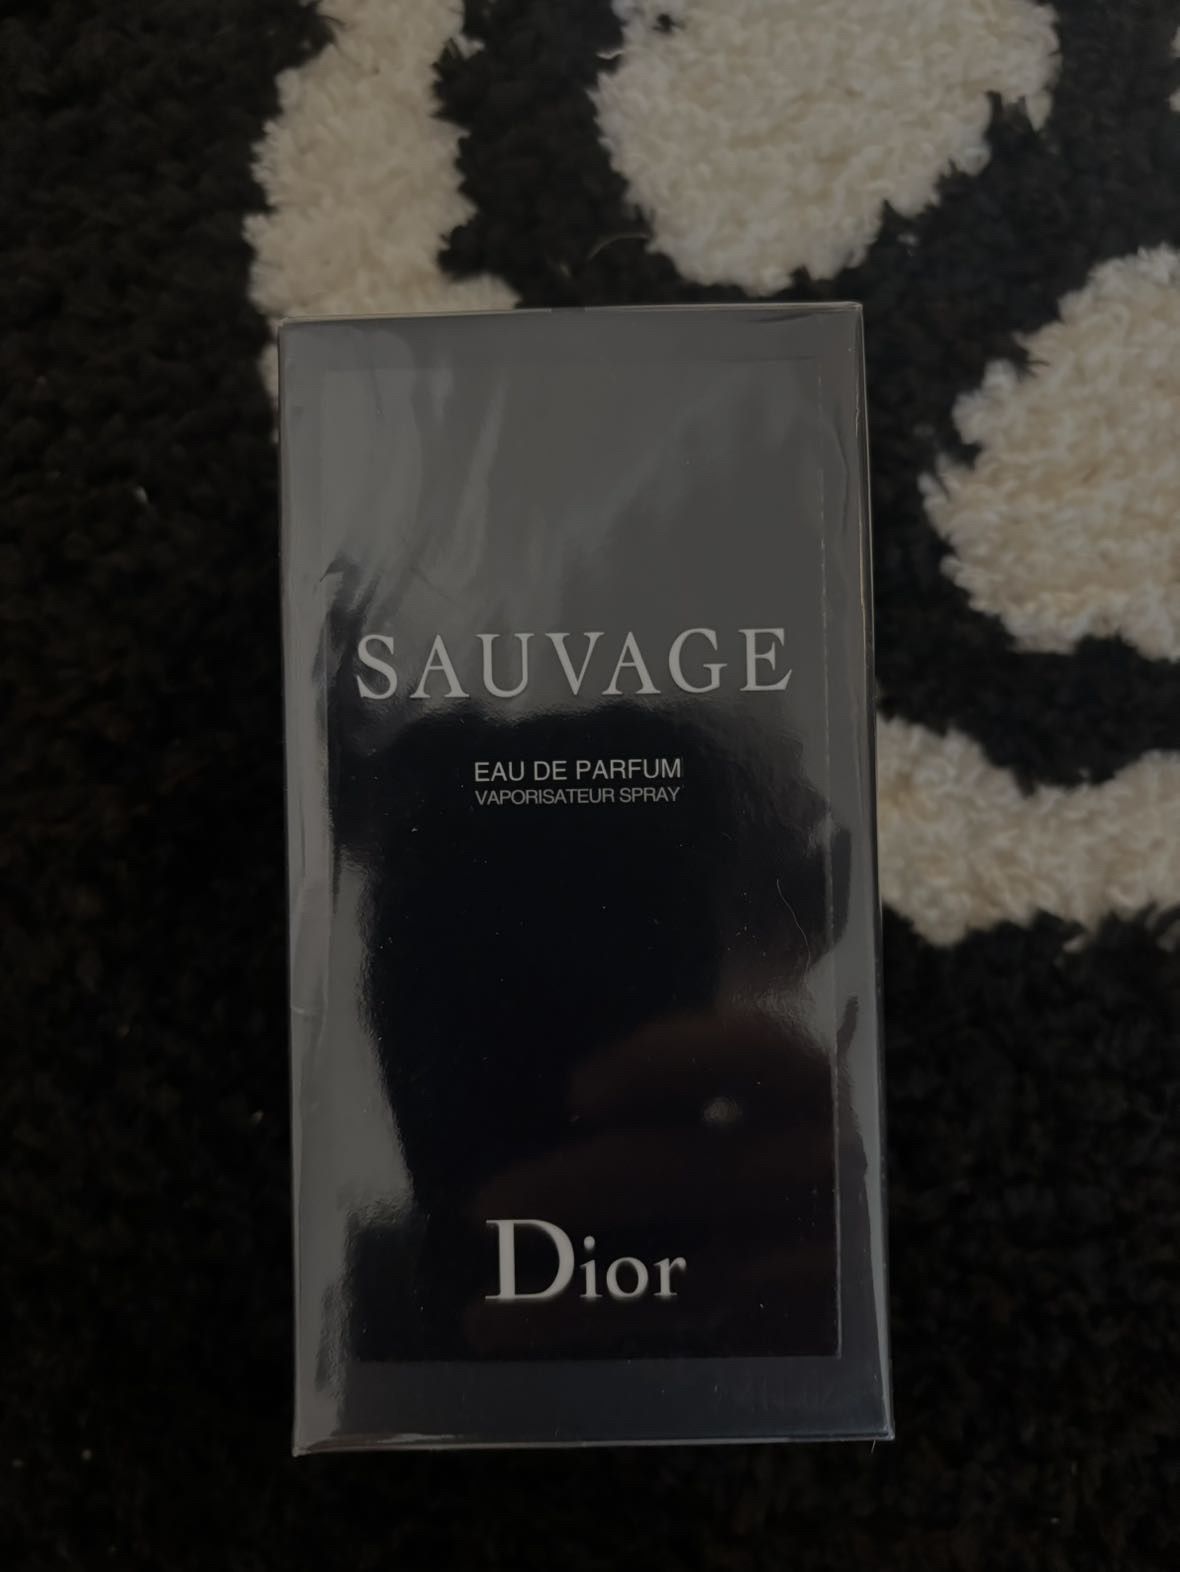 SAUVAGE
EAU DE PARFUM
VAPORISATEUR SPRAY
Dior